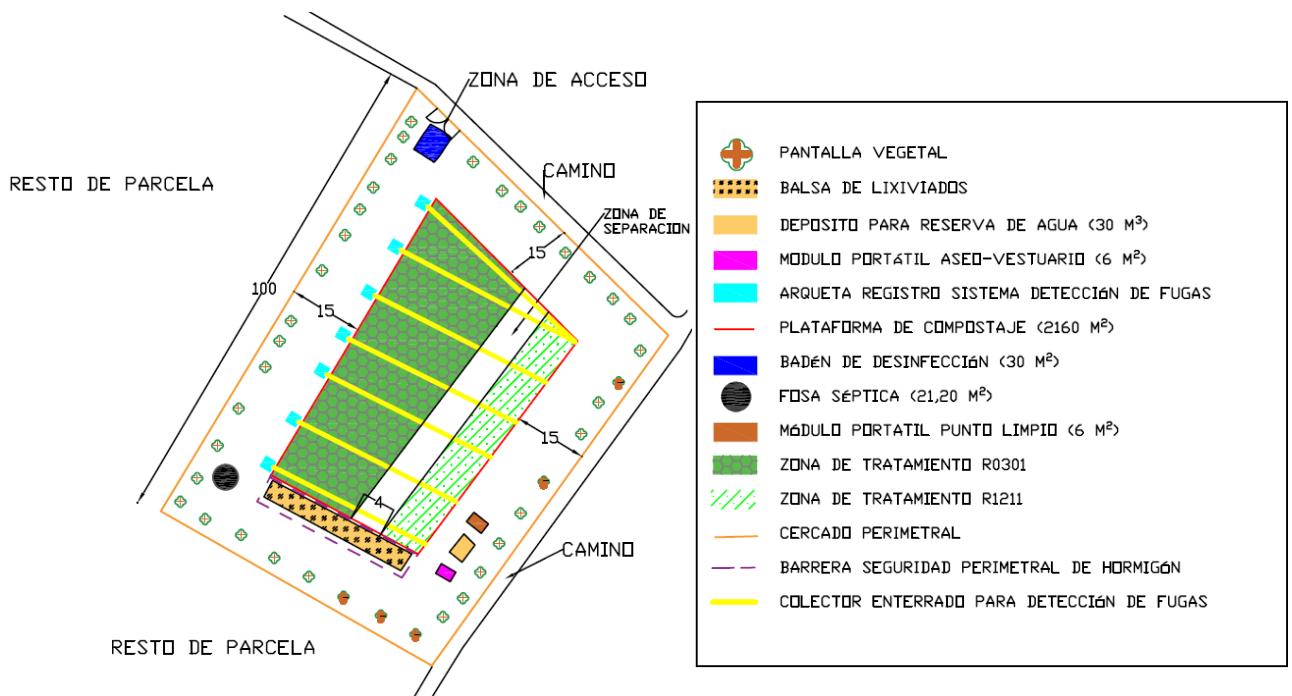 ZONA DE ACCESO
RESTO DE PARCELA
CAMINO
ZONA DE
SEPARACION
15
100
15
15
4
CAMINO
RESTO DE PARCELA
PANTALLA VEGETAL
BALSA DE LIXIVIADOS
DEPOSITO PARA RESERVA DE AGUA (30 M³)
MODULO PORTáTIL ASEO-VESTUARIO (6 M²)
ARQUETA REGISTRO SISTEMA DETECCIóN DE FUGAS
PLATAFORMA DE COMPOSTAJE (2160 M²)
BADéN DE DESINFECCIóN (30 M²)
FOSA SéPTICA (21,20 M²)
MóDULO PORTATIL PUNTO LIMPIO (6 M²)
ZONA DE TRATAMIENTO R0301
ZONA DE TRATAMIENTO R1211
CERCADO PERIMETRAL
BARRERA SEGURIDAD PERIMETRAL DE HORMIGóN
COLECTOR ENTERRADO PARA DETECCIóN DE FUGAS